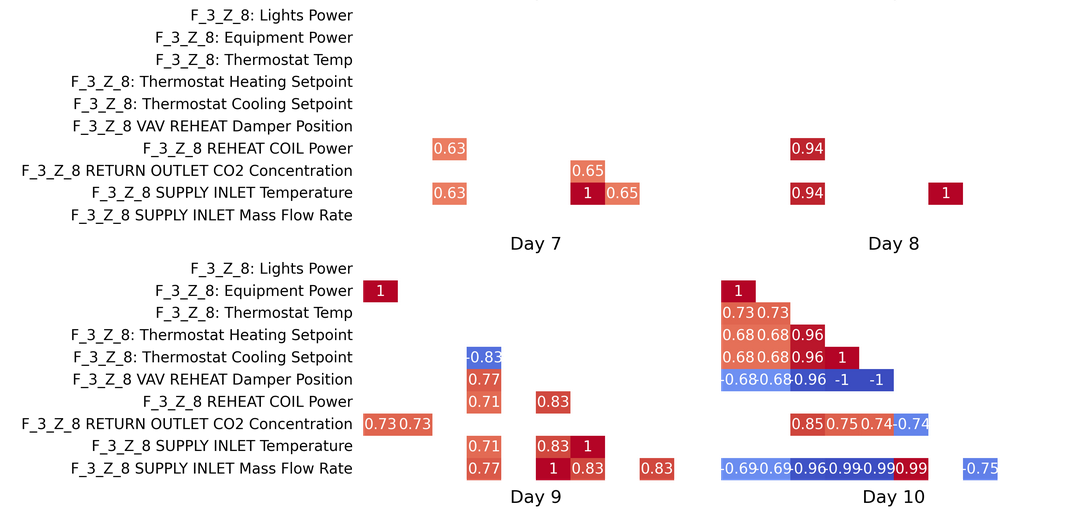 F_3_Z_8: Lights Power
F_3_Z_8: Equipment Power
F_3_Z_8: Thermostat Temp
F_3_Z_8: Thermostat Heating Setpoint
F_3_Z_8: Thermostat Cooling Setpoint
F_3_Z_8 VAV REHEAT Damper Position
F_3_Z_8 REHEAT COIL Power 0.63 0.94
F_3_Z_8 RETURN OUTLET CO2 Concentration 0.65
F_3_Z_8 SUPPLY INLET Temperature 0.63 1 0.65 0.94 1
F_3_Z_8 SUPPLY INLET Mass Flow Rate
Day 7 Day 8
F_3_Z_8: Lights Power
F_3_Z_8: Equipment Power 1 1
F_3_Z_8: Thermostat Temp 0.73 0.73
F_3_Z_8: Thermostat Heating Setpoint 0.68 0.68 0.96
F_3_Z_8: Thermostat Cooling Setpoint -0.83 0.68 0.68 0.96 1
F_3_Z_8 VAV REHEAT Damper Position 0.77 -0.68 -0.68 -0.96 -1 -1
F_3_Z_8 REHEAT COIL Power 0.71 0.83
F_3_Z_8 RETURN OUTLET CO2 Concentration 0.73 0.73 0.85 0.75 0.74 -0.74
F_3_Z_8 SUPPLY INLET Temperature 0.71 0.83 1
F_3_Z_8 SUPPLY INLET Mass Flow Rate 0.77 1 0.83 0.83 -0.69 -0.69 -0.96 -0.99 -0.99 0.99 -0.75
Day 9 Day 10